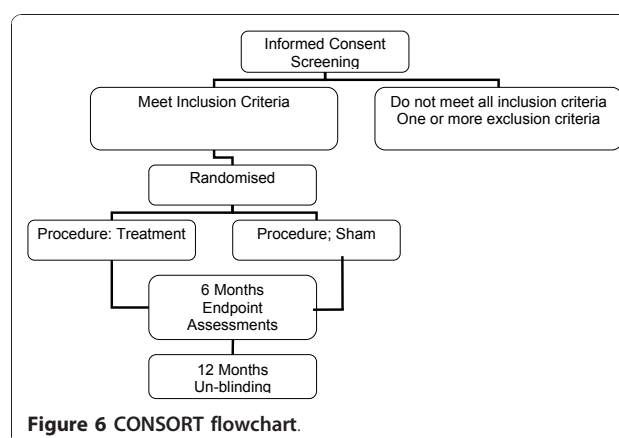 Informed Consent
Screening
Meet Inclusion Criteria
Do not meet all inclusion criteria
One or more exclusion criteria
Randomised
Procedure: Treatment
Procedure; Sham
6 Months
Endpoint
Assessments
12 Months
Un-blinding
Figure 6 CONSORT flowchart.